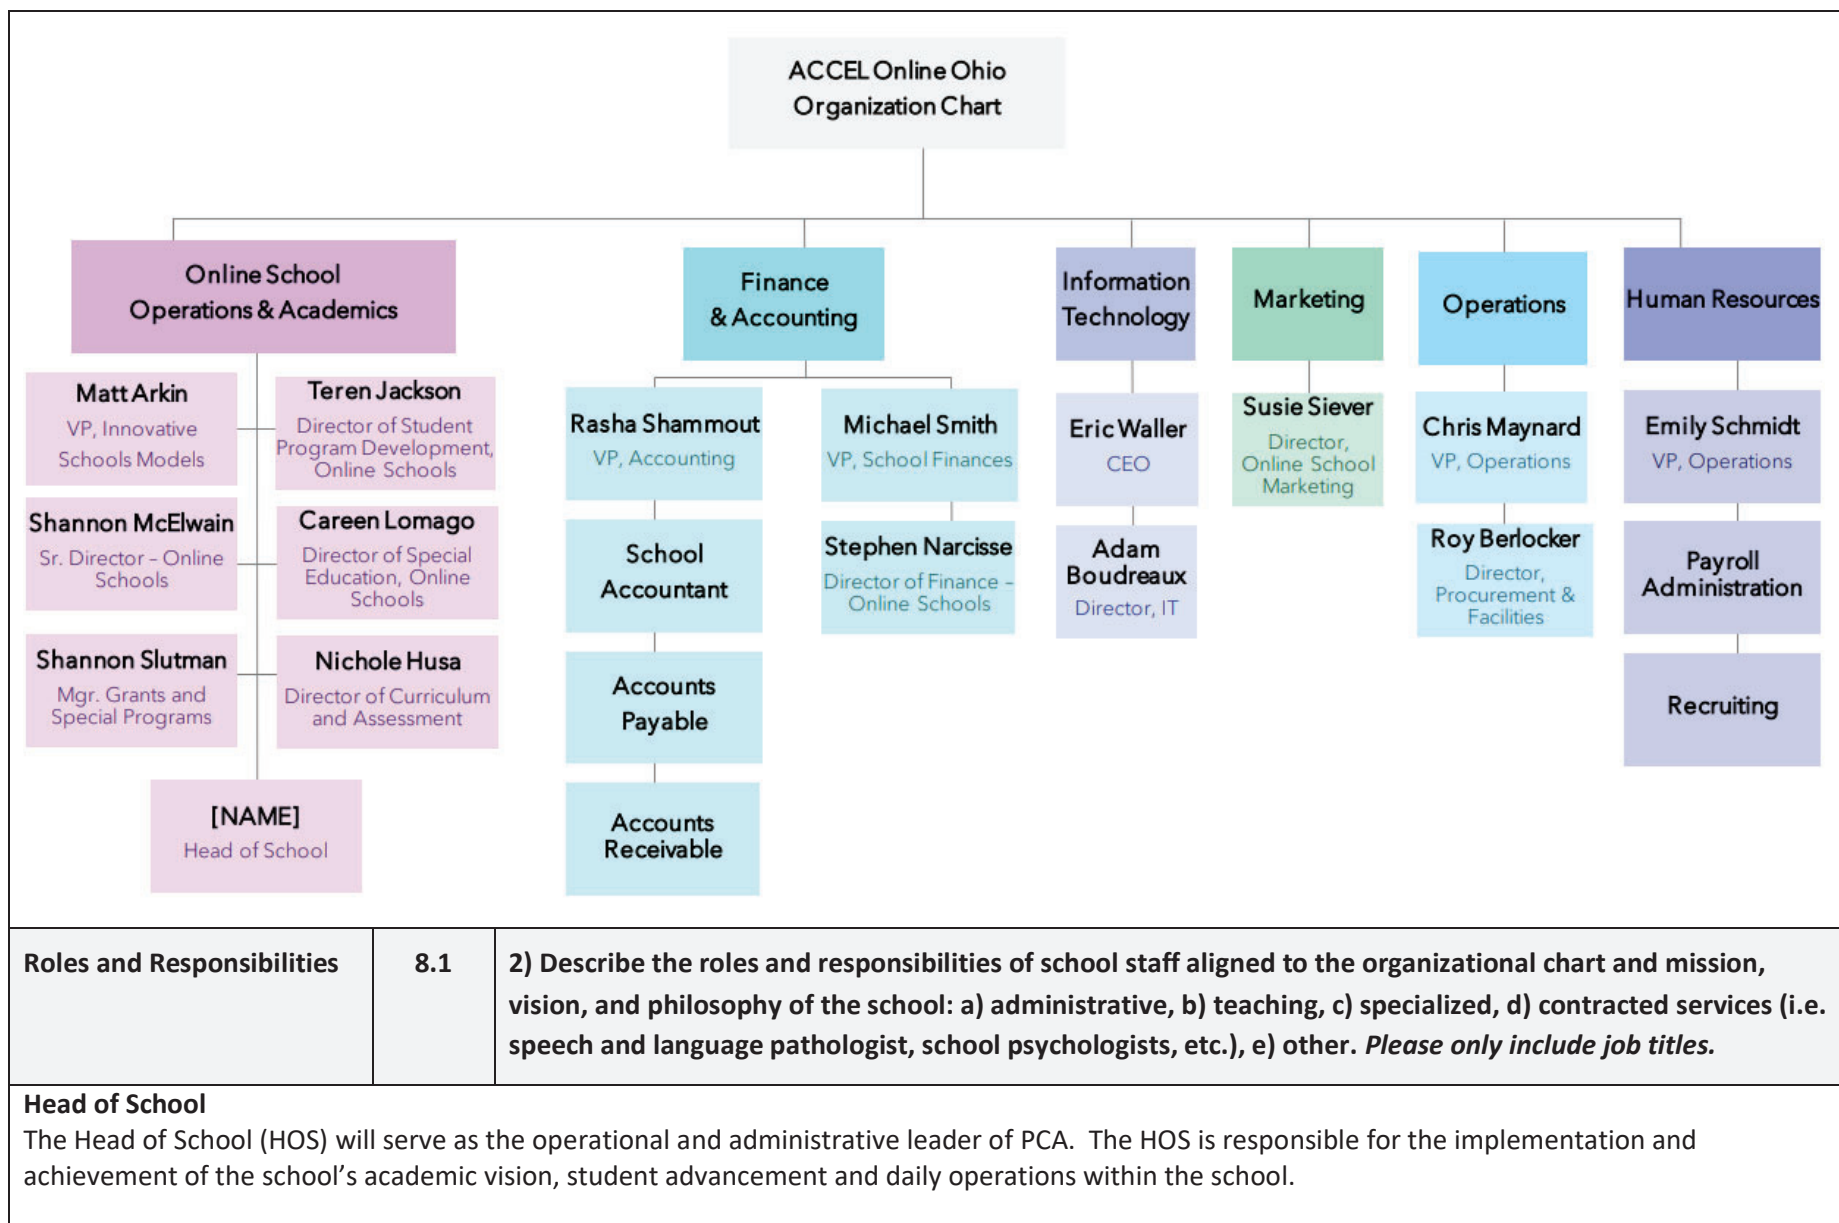 ACCEL Online Ohio
Organization Chart
Online School
Operations & Academics
Finance
& Accounting
Information
Technology
Marketing
Operations
Human Resources
Matt Arkin
VP, Innovative
Schools Models
Teren Jackson
Director of Student
Program Development,
Online Schools
Shannon McElwain
Sr. Director – Online
Schools
Careen Lomago
Director of Special
Education, Online
Schools
Shannon Slutman
Mgr. Grants and
Special Programs
Nichole Husa
Director of Curriculum
and Assessment
[NAME]
Head of School
Rasha Shammout
VP, Accounting
School
Accountant
Accounts
Payable
Accounts
Receivable
Michael Smith
VP, School Finances
Stephen Narcisse
Director of Finance –
Online Schools
Eric Waller
CEO
Adam
Boudreaux
Director, IT
Susie Siever
Director,
Online School
Marketing
Chris Maynard
VP, Operations
Roy Berlocker
Director,
Procurement &
Facilities
Emily Schmidt
VP, Operations
Payroll
Administration
Recruiting
Roles and Responsibilities
8.1
2) Describe the roles and responsibilities of school staff aligned to the organizational chart and mission,
vision, and philosophy of the school: a) administrative, b) teaching, c) specialized, d) contracted services (i.e.
speech and language pathologist, school psychologists, etc.), e) other. Please only include job titles.
Head of School
The Head of School (HOS) will serve as the operational and administrative leader of PCA.  The HOS is responsible for the implementation and
achievement of the school’s academic vision, student advancement and daily operations within the school.